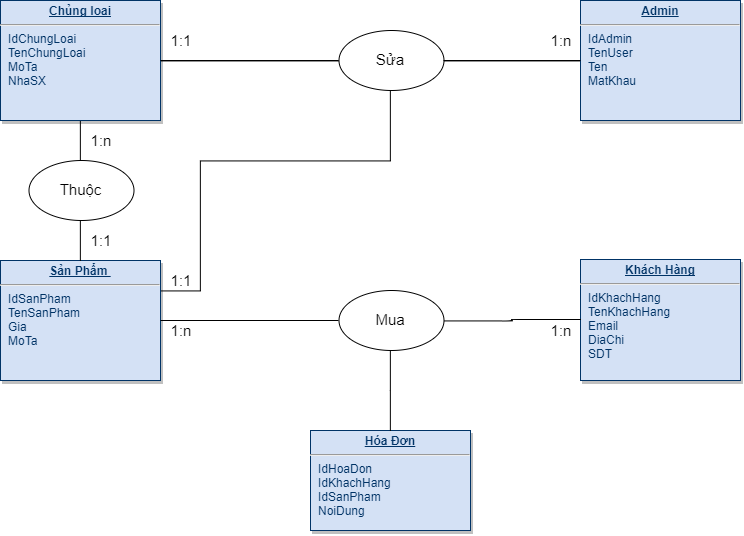 Chủng loai
IdChungLoai
TenChungLoai
MoTa
NhaSX
1:1
Sửa
1:n
Admin
IdAdmin
TenUser
Ten
MatKhau
1:n
Thuộc
1:1
Sản Phẩm
IdSanPham
TenSanPham
Gia
MoTa
1:1
1:n
Mua
1:n
Khách Hàng
IdKhachHang
TenKhachHang
Email
DiaChi
SDT
Hóa Đơn
IdHoaDon
IdKhachHang
IdSanPham
NoiDung